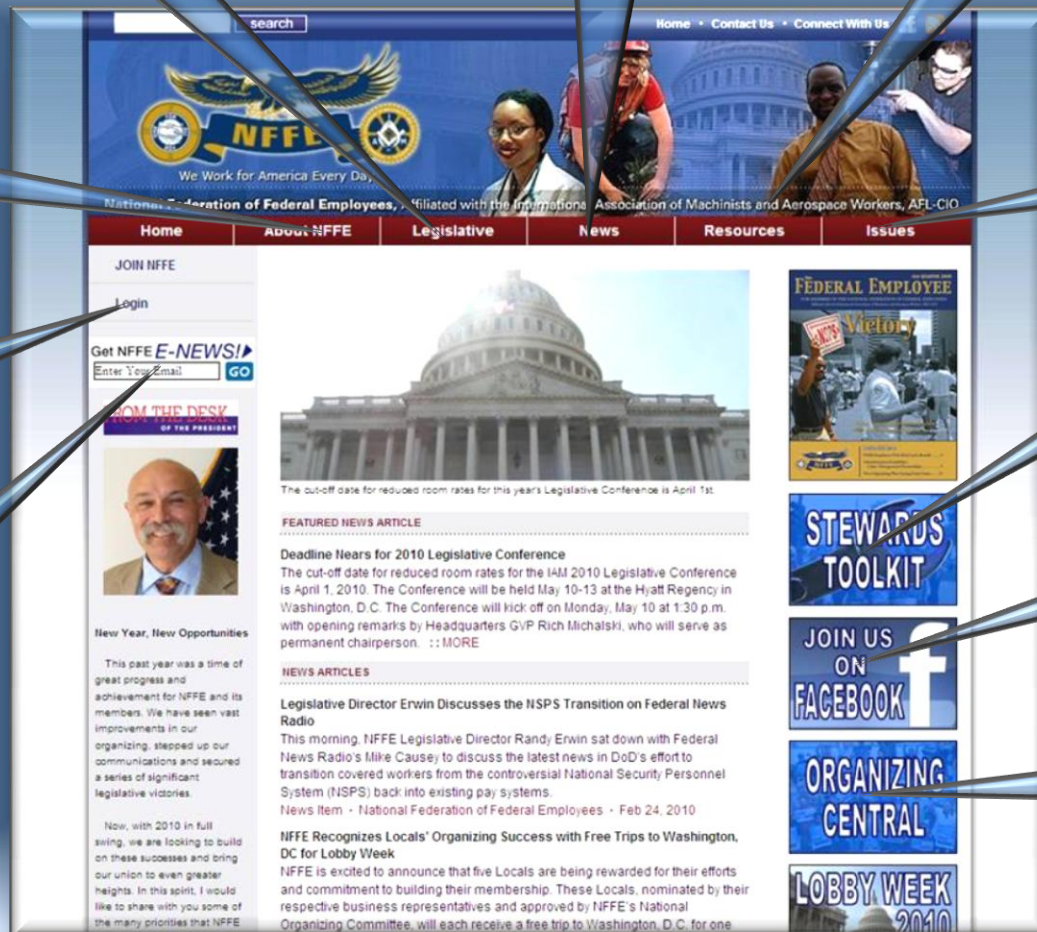 search
Home • Contact Us • Connect With Us
NFFE
We Work for America Every Day
National Federation of Federal Employees, Affiliated with the International Association of Machinists and Aerospace Workers, AFL-CIO
Home
About NFFE
Legislative
News
Resources
Issues
JOIN NFFE
Login
Get NFFE E-NEWS!
Enter Your Email
GO
FROM THE DESK
OF THE PRESIDENT
New Year, New Opportunities
This past year was a time of
great progress and
achievement for NFFE and its
members. We have seen vast
improvements in our
organizing, stepped up our
communications and secured
a series of significant
legislative victories.
Now, with 2010 in full
swing, we are looking to build
on these successes and bring
our union to even greater
heights. In this spirit, I would
like to share with you some of
the many priorities that NFFE
The cut-off date for reduced room rates for this year's Legislative Conference is April 1st.
FEATURED NEWS ARTICLE
Deadline Nears for 2010 Legislative Conference
The cut-off date for reduced room rates for the IAM 2010 Legislative Conference
is April 1, 2010. The Conference will be held May 10-13 at the Hyatt Regency in
Washington, D.C. The Conference will kick off on Monday, May 10 at 1:30 p.m.
with opening remarks by Headquarters GVP Rich Michalski, who will serve as
permanent chairperson. :: MORE
NEWS ARTICLES
Legislative Director Erwin Discusses the NSPS Transition on Federal News
Radio
This morning, NFFE Legislative Director Randy Erwin sat down with Federal
News Radio's Mike Causey to discuss the latest news in DoD's effort to
transition covered workers from the controversial National Security Personnel
System (NSPS) back into existing pay systems.
News Item • National Federation of Federal Employees • Feb 24, 2010
NFFE Recognizes Locals' Organizing Success with Free Trips to Washington,
DC for Lobby Week
NFFE is excited to announce that five Locals are being rewarded for their efforts
and commitment to building their membership. These Locals, nominated by their
respective business representatives and approved by NFFE's National
Organizing Committee, will each receive a free trip to Washington, D.C. for one
FEDERAL EMPLOYEE
Victory
NSPS
STEWARDS
TOOLKIT
JOIN US
ON
FACEBOOK
f
ORGANIZING
CENTRAL
LOBBY WEEK
2010